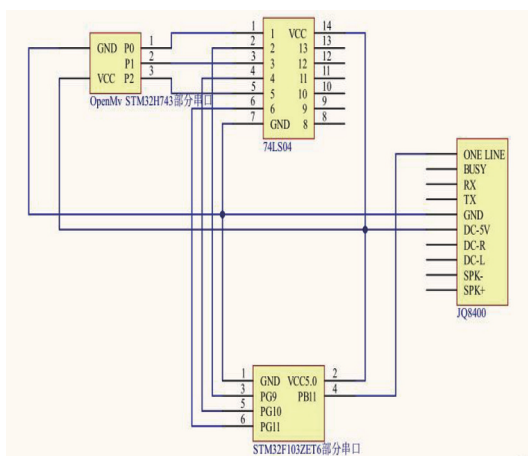 GND P0 1
P1 2
VCC P2 3
OpenMv STM32H743部分串口
1 1 VCC 14
2 2 13 13
3 3 12 12
4 4 11 11
5 5 10 10
6 6 9 9
7 GND 8 8
74LS04
ONE LINE
BUSY
RX
TX
GND
DC-5V
DC-R
DC-L
SPK-
SPK+
JQ8400
1 GND VCC5.0 2
3 PG9 PB11 4
5 PG10
6 PG11
STM32F103ZET6部分串口